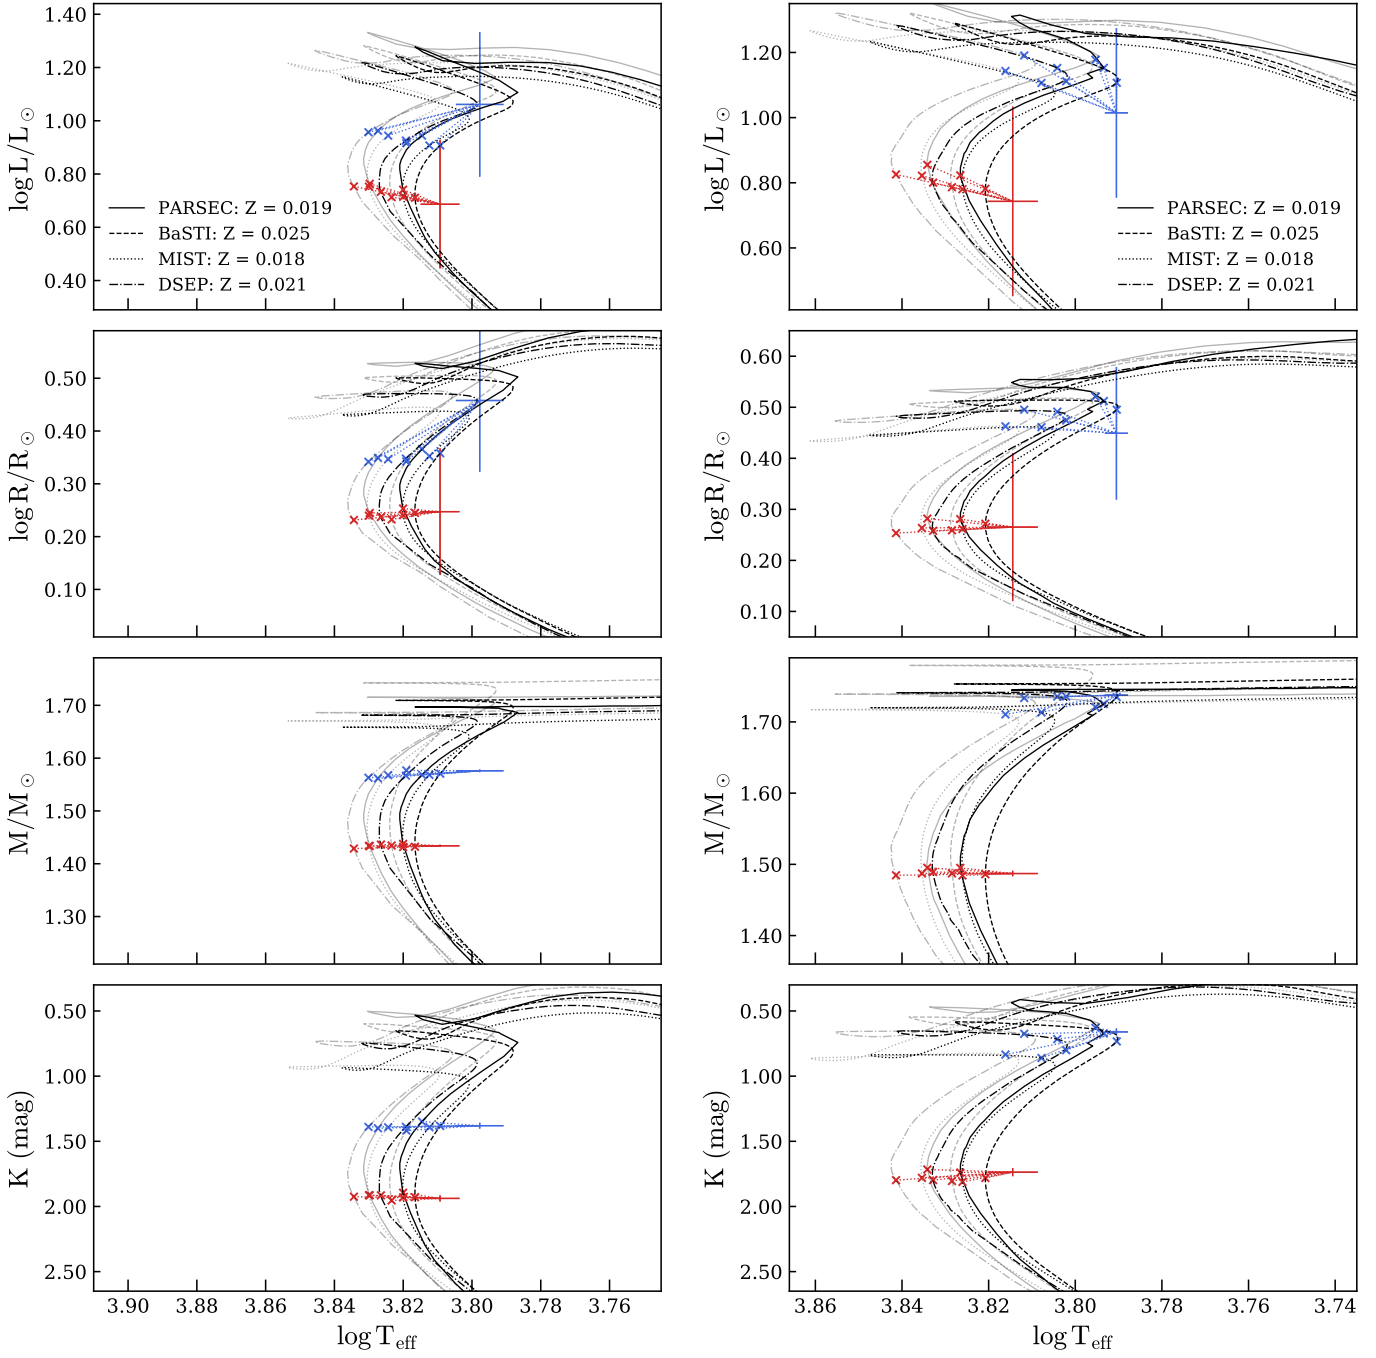 1.40
1.20
1.00
0.80
0.60
0.40
log L/L⊙
PARSEC: Z = 0.019
BaSTI: Z = 0.025
MIST: Z = 0.018
DSEP: Z = 0.021
1.20
1.00
0.80
0.60
log L/L⊙
PARSEC: Z = 0.019
BaSTI: Z = 0.025
MIST: Z = 0.018
DSEP: Z = 0.021
0.50
0.40
0.30
0.20
0.10
log R/R⊙
0.60
0.50
0.40
0.30
0.20
0.10
log R/R⊙
1.70
1.60
1.50
1.40
1.30
M/M⊙
1.70
1.60
1.50
1.40
M/M⊙
0.50
1.00
1.50
2.00
2.50
K (mag)
3.90 3.88 3.86 3.84 3.82 3.80 3.78 3.76
log Teff
0.50
1.00
1.50
2.00
2.50
K (mag)
3.86 3.84 3.82 3.80 3.78 3.76 3.74
log Teff